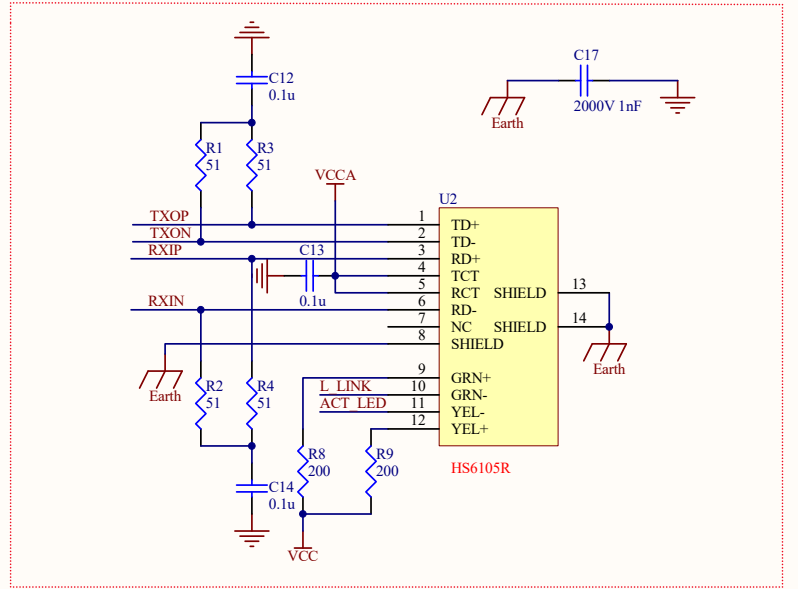 C12
0.1u
C17
2000V 1nF
Earth
R1
51
R3
51
VCCA
U2
TXOP
1
TD+
TXON
2
TD-
RXIP
C13
3
RD+
4
TCT
5
RCT
SHIELD
13
0.1u
RXIN
6
RD-
7
NC
SHIELD
14
8
SHIELD
Earth
Earth
R2
51
R4
51
9
GRN+
L_LINK
10
GRN-
ACT_LED
11
YEL-
12
YEL+
R8
200
R9
200
HS6105R
C14
0.1u
VCC